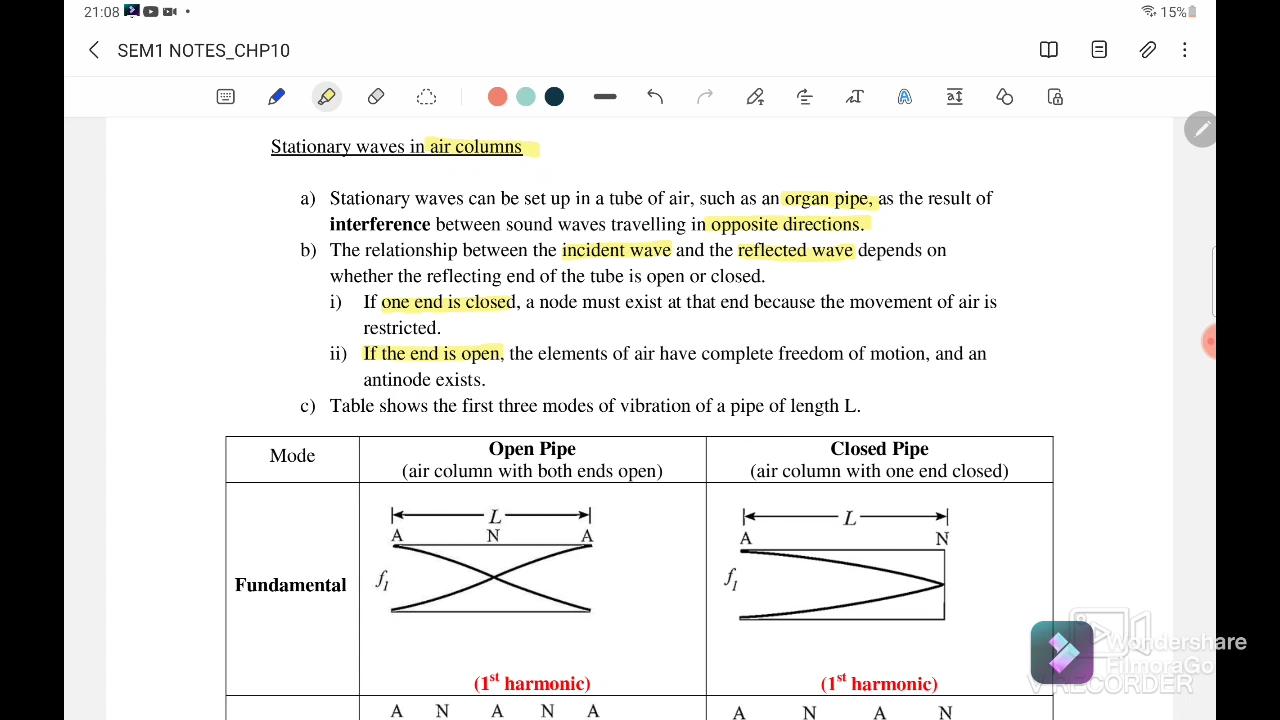 21:08
15%
SEM1 NOTES_CHP10
Stationary waves in air columns
a) Stationary waves can be set up in a tube of air, such as an organ pipe, as the result of
interference between sound waves travelling in opposite directions.
b) The relationship between the incident wave and the reflected wave depends on
whether the reflecting end of the tube is open or closed.
i) If one end is closed, a node must exist at that end because the movement of air is
restricted.
ii) If the end is open, the elements of air have complete freedom of motion, and an
antinode exists.
c) Table shows the first three modes of vibration of a pipe of length L.
Mode
Open Pipe
(air column with both ends open)
Closed Pipe
(air column with one end closed)
Fundamental
L
A N A
f1
(1st harmonic)
L
A N
f1
(1st harmonic)
A N A N A
A N A N
Wondershare
FilmoraGo
VRECORDER